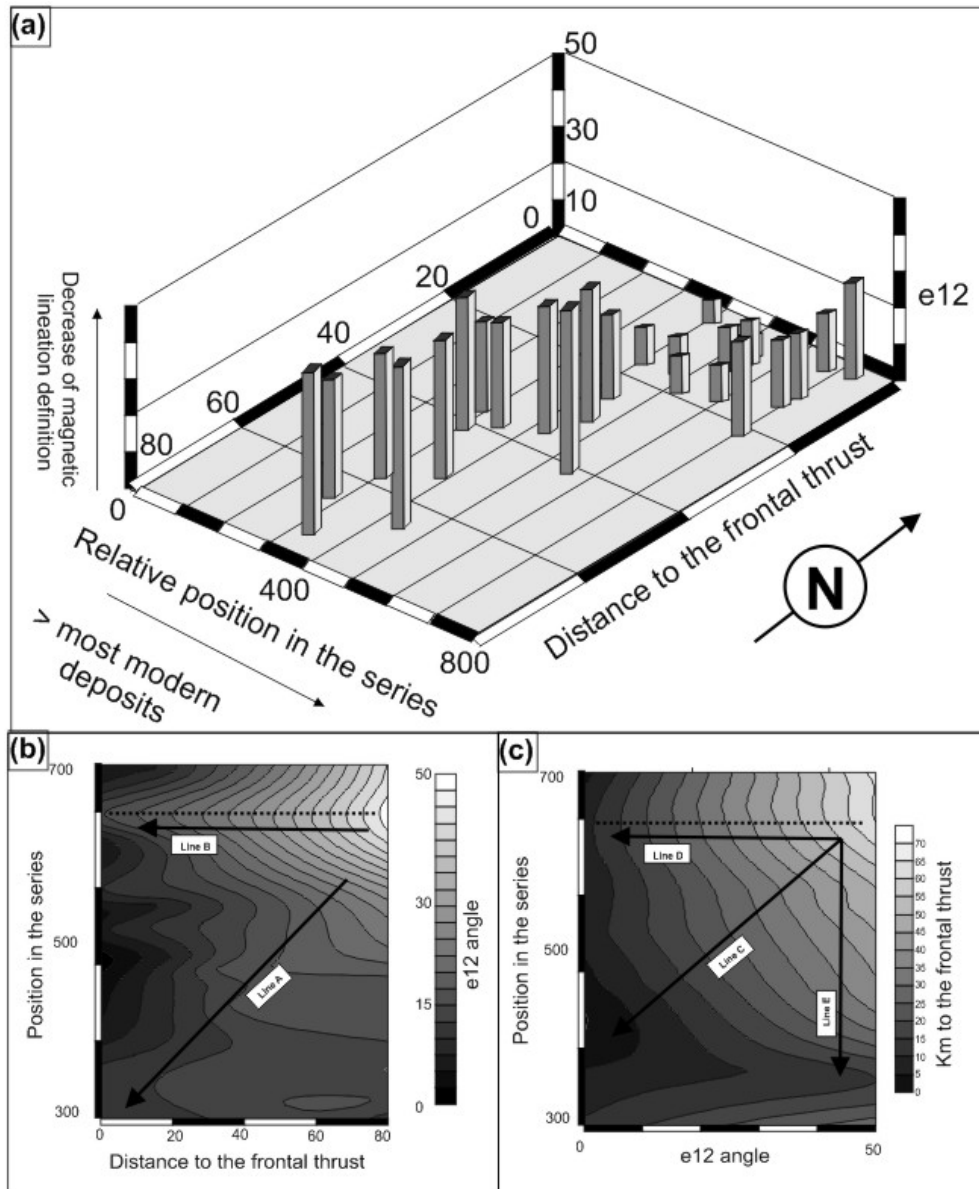 (a)
50
30
10
0
20
40
60
80
e12
Decrease of magnetic
lineation definition
0
400
800
Relative position in the series
Distance to the frontal thrust
N
> most modern
deposits
(b)
700
500
300
Position in the series
Line B
Line A
0
20
40
60
80
Distance to the frontal thrust
50
30
15
0
e12 angle
(c)
700
500
300
Position in the series
Line D
Line C
Line E
0
50
e12 angle
70
65
60
55
50
45
40
35
30
25
20
15
10
5
0
Km to the frontal thrust